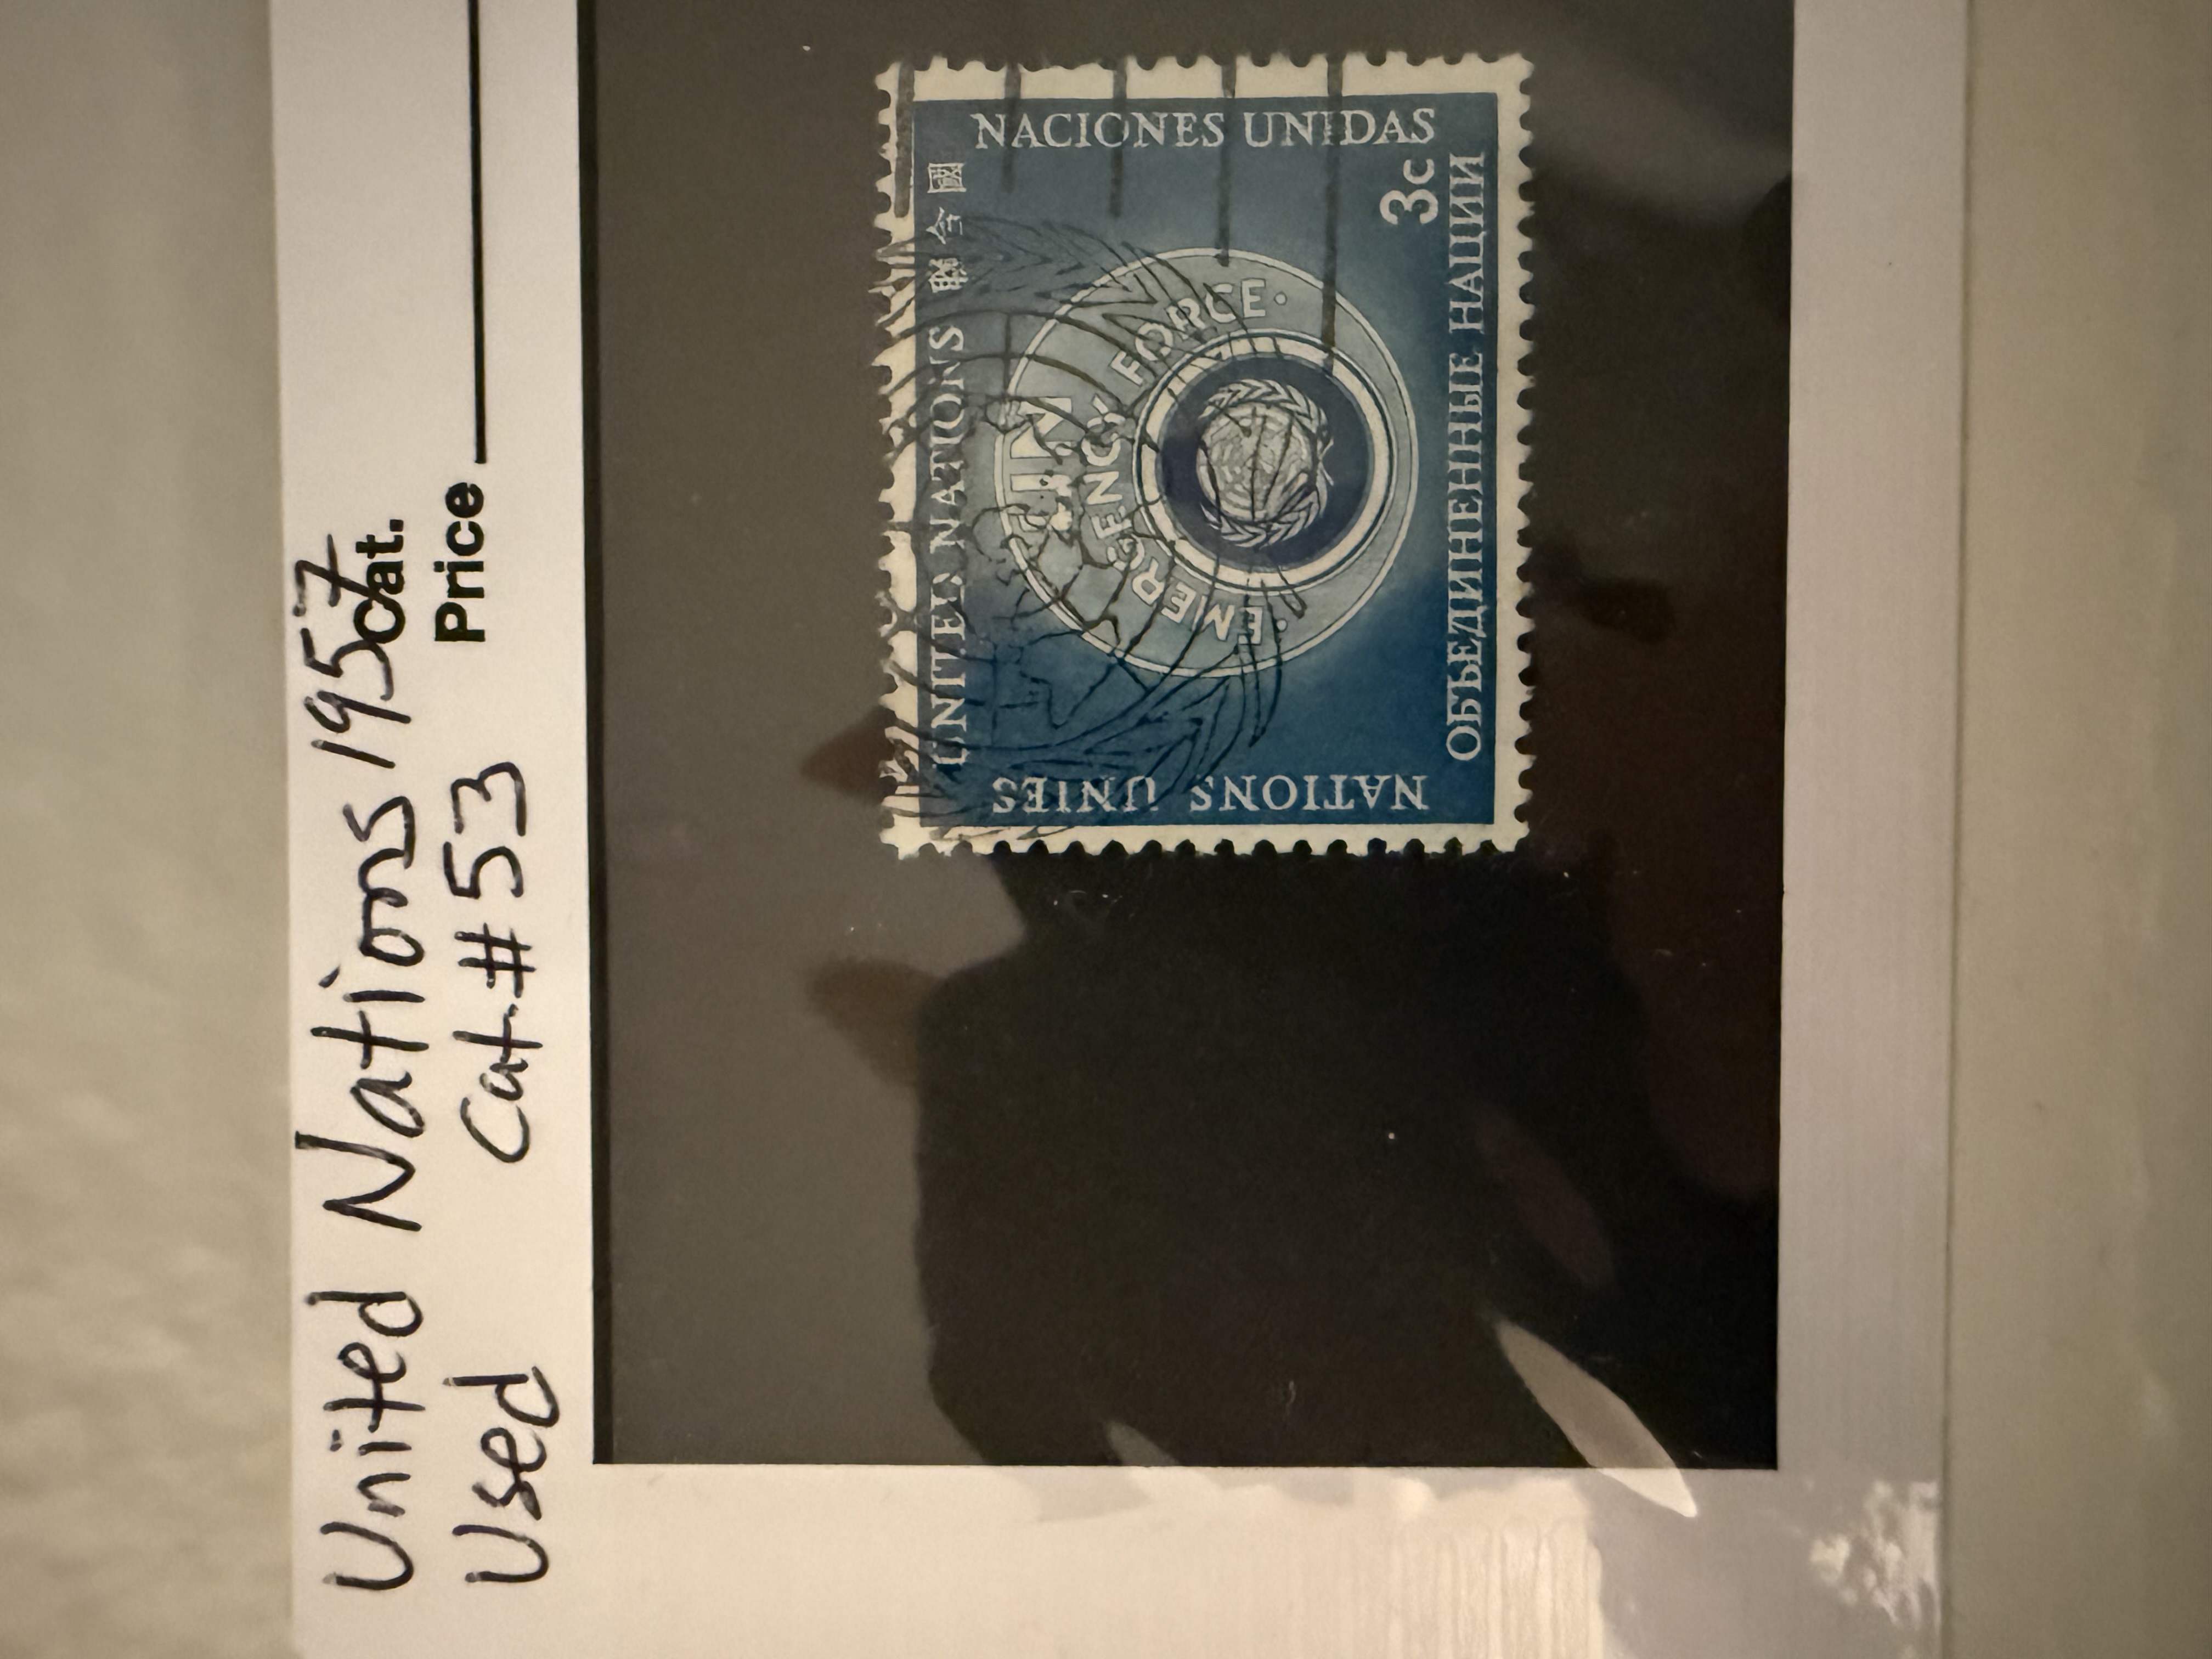 United Nations 1957
Cat.
Used Cat.#53
Price
UNITED NATIONS 聯合國
NACIONES UNIDAS
3c
ОБЪЕДИНЕННЫЕ НАЦИИ
NATIONS UNIES
UN
·EMERGENCY FORCE·